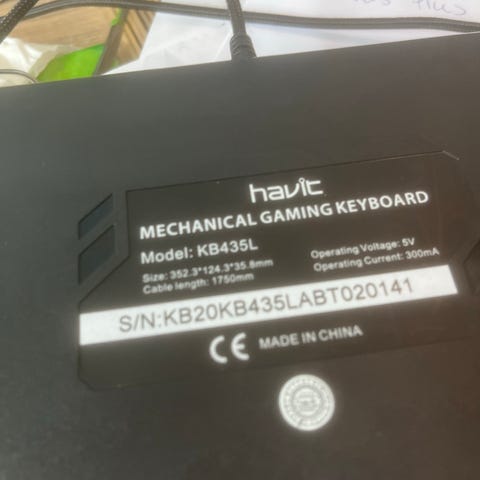 havit
MECHANICAL GAMING KEYBOARD
Model: KB435L
Size: 352.3*124.3*35.8mm
Cable length: 1750mm
Operating Voltage: 5V
Operating Current: 300mA
S/N:KB20KB435LABT020141
CE MADE IN CHINA